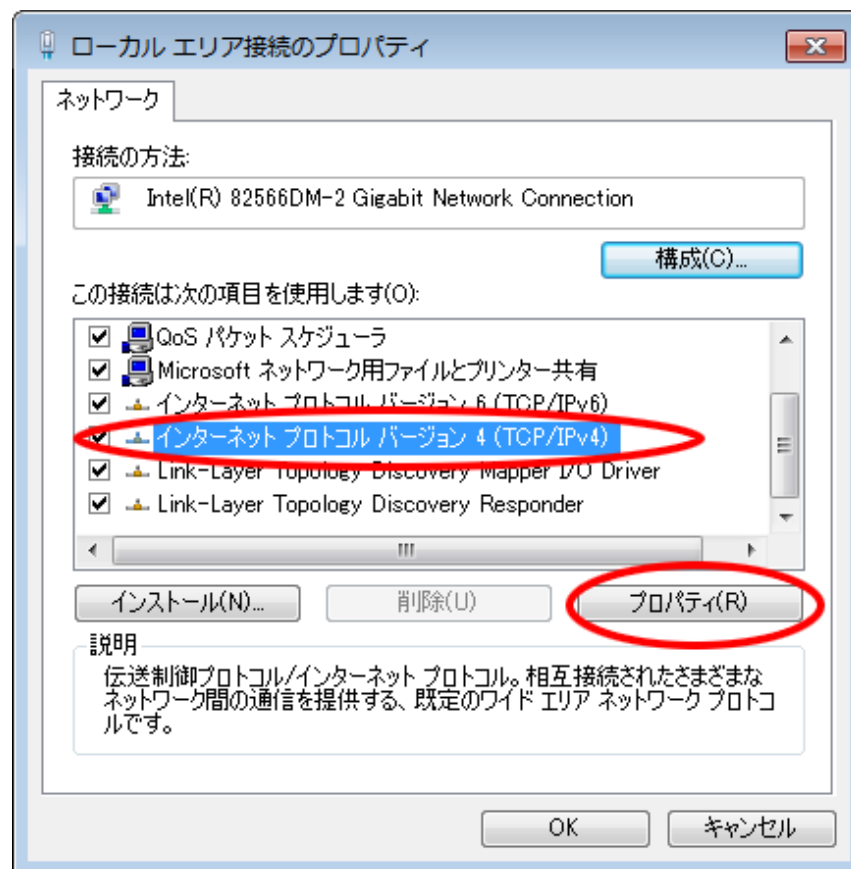 ローカル エリア接続のプロパティ
ネットワーク
接続の方法:
Intel(R) 82566DM-2 Gigabit Network Connection
構成(C)...
この接続は次の項目を使用します(O):
QoS パケット スケジューラ
Microsoft ネットワーク用ファイルとプリンター共有
インターネット プロトコル バージョン 6 (TCP/IPv6)
インターネット プロトコル バージョン 4 (TCP/IPv4)
Link-Layer Topology Discovery Mapper I/O Driver
Link-Layer Topology Discovery Responder
インストール(N)... 削除(U) プロパティ(R)
説明
伝送制御プロトコル/インターネット プロトコル。相互接続されたさまざまな
ネットワーク間の通信を提供する、既定のワイド エリア ネットワーク プロトコ
ルです。
OK キャンセル